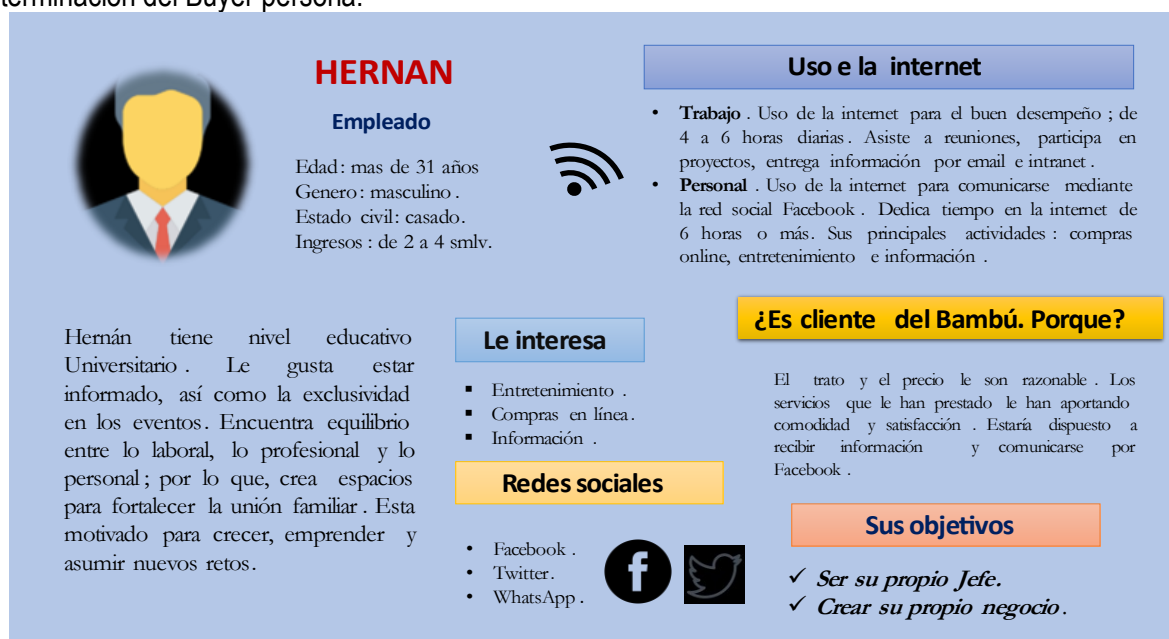 terminación del Buyer persona.
HERNAN
Empleado
Edad: mas de 31 años
Genero: masculino.
Estado civil: casado.
Ingresos : de 2 a 4 smlv.
Uso e la internet
• Trabajo . Uso de la internet para el buen desempeño ; de
4 a 6 horas diarias. Asiste a reuniones, participa en
proyectos, entrega información por email e intranet .
• Personal . Uso de la internet para comunicarse mediante
la red social Facebook . Dedica tiempo en la internet de
6 horas o más. Sus principales actividades : compras
online, entretenimiento e información .
Hernán tiene nivel educativo
Universitario . Le gusta estar
informado, así como la exclusividad
en los eventos. Encuentra equilibrio
entre lo laboral, lo profesional y lo
personal ; por lo que, crea espacios
para fortalecer la unión familiar . Esta
motivado para crecer, emprender y
asumir nuevos retos.
Le interesa
▪ Entretenimiento .
▪ Compras en línea.
▪ Información .
Redes sociales
• Facebook .
• Twitter.
• WhatsApp .
¿Es cliente del Bambú. Porque?
El trato y el precio le son razonable . Los
servicios que le han prestado le han aportando
comodidad y satisfacción . Estaría dispuesto a
recibir información y comunicarse por
Facebook .
Sus objetivos
✓ Ser su propio Jefe.
✓ Crear su propio negocio.